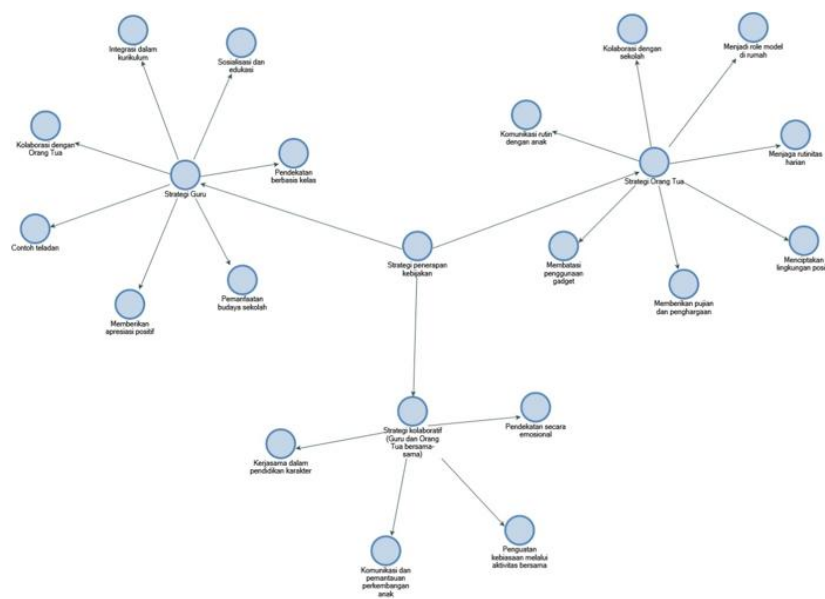 Integrasi dalam
kurikulum
Sosialisasi dan
edukasi
Kolaborasi dengan
Orang Tua
Pendekatan
berbasis kelas
Strategi Guru
Contoh teladan
Memberikan
apresiasi positif
Pemanfaatan
budaya sekolah
Kolaborasi dengan
sekolah
Menjadi role model
di rumah
Komunikasi rutin
dengan anak
Menjaga rutinitas
harian
Strategi Orang Tua
Membatasi
penggunaan
gadget
Memberikan pujian
dan penghargaan
Menciptakan
lingkungan posi
Strategi penerapan
kebijakan
Strategi kolaboratif
(Guru dan Orang
Tua bersama-
sama)
Pendekatan secara
emosional
Kerjasama dalam
pendidikan karakter
Komunikasi dan
pemantauan
perkembangan
anak
Penguatan
kebiasaan melalui
aktivitas bersama